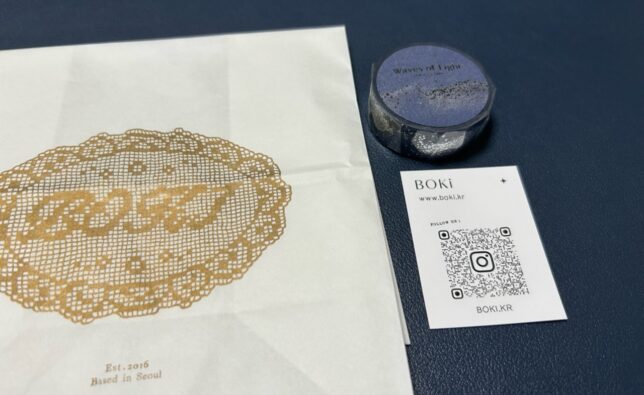 BOKi
Est.2016
Based in Seoul
Waves of Light
BOKi
www.boki.kr
FOLLOW US!
BOKI.KR